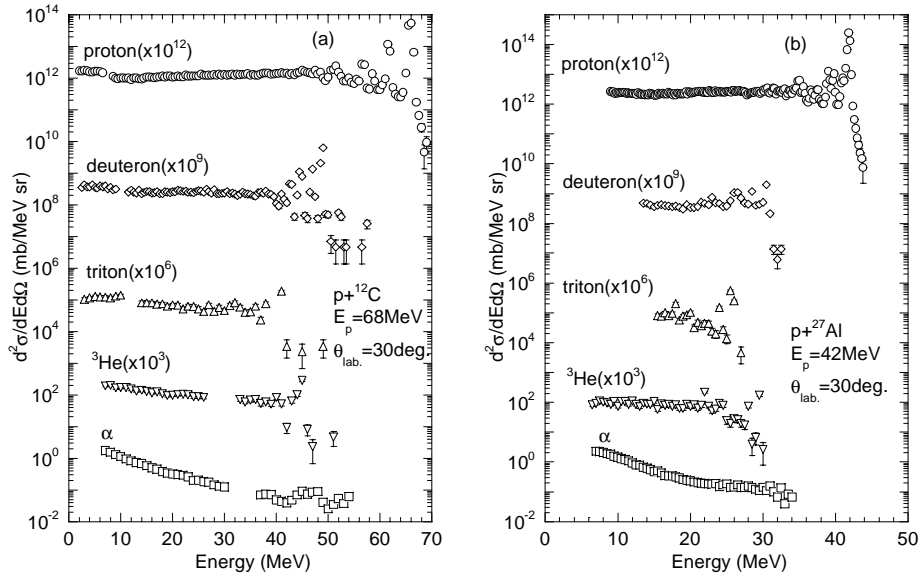 (a)
proton(x10^12)
deuteron(x10^9)
triton(x10^6)
^3He(x10^3)
α
p+^12C
E_p=68MeV
θ_lab.=30deg.
d^2σ/dEdΩ (mb/MeV sr)
10^14
10^12
10^10
10^8
10^6
10^4
10^2
10^0
10^-2
0 10 20 30 40 50 60 70
Energy (MeV)
(b)
proton(x10^12)
deuteron(x10^9)
triton(x10^6)
^3He(x10^3)
α
p+^27Al
E_p=42MeV
θ_lab.=30deg.
d^2σ/dEdΩ (mb/MeV sr)
10^14
10^12
10^10
10^8
10^6
10^4
10^2
10^0
10^-2
0 10 20 30 40 50
Energy (MeV)